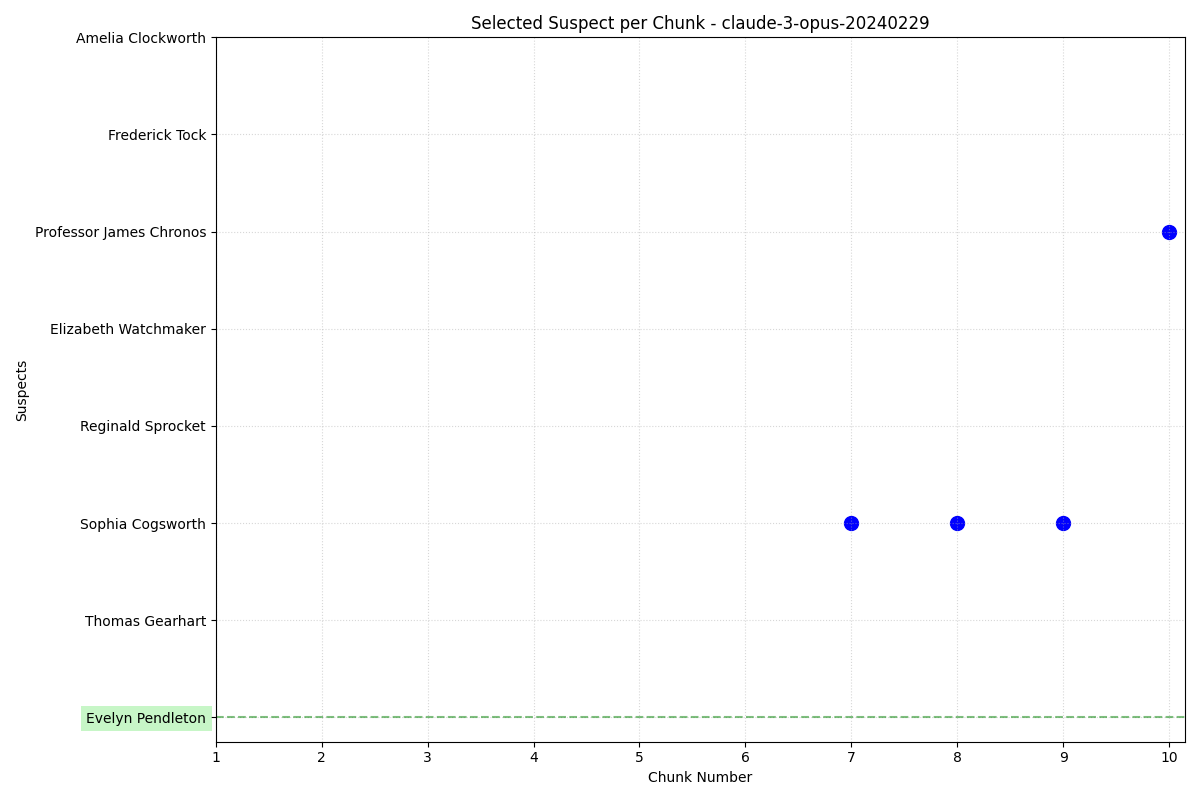 Selected Suspect per Chunk - claude-3-opus-20240229
Amelia Clockworth
Frederick Tock
Professor James Chronos
Elizabeth Watchmaker
Reginald Sprocket
Sophia Cogsworth
Thomas Gearhart
Evelyn Pendleton
Suspects
1 2 3 4 5 6 7 8 9 10
Chunk Number